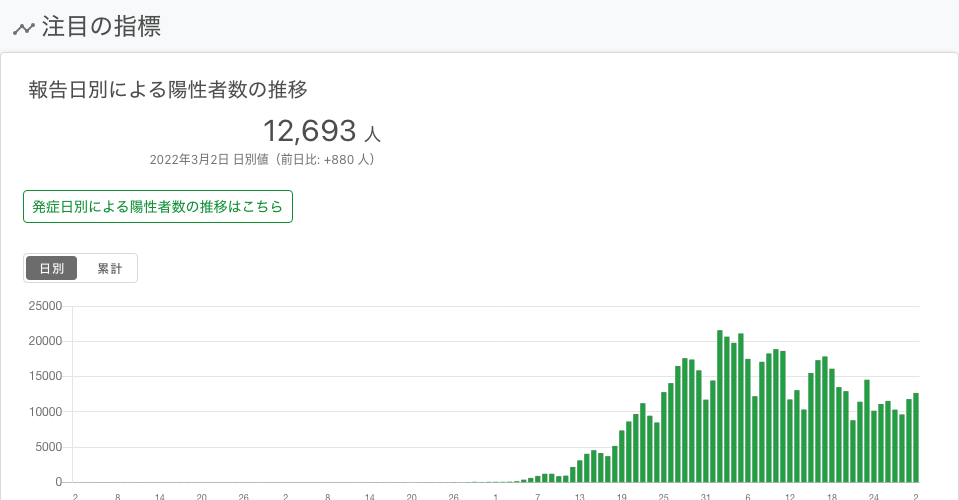 注目の指標
報告日別による陽性者数の推移
12,693 人
2022年3月2日 日別値（前日比: +880 人）
発症日別による陽性者数の推移はこちら
日別 累計
25000
20000
15000
10000
5000
0
2 8 14 20 26 2 8 14 20 26 1 7 13 19 25 31 6 12 18 24 2